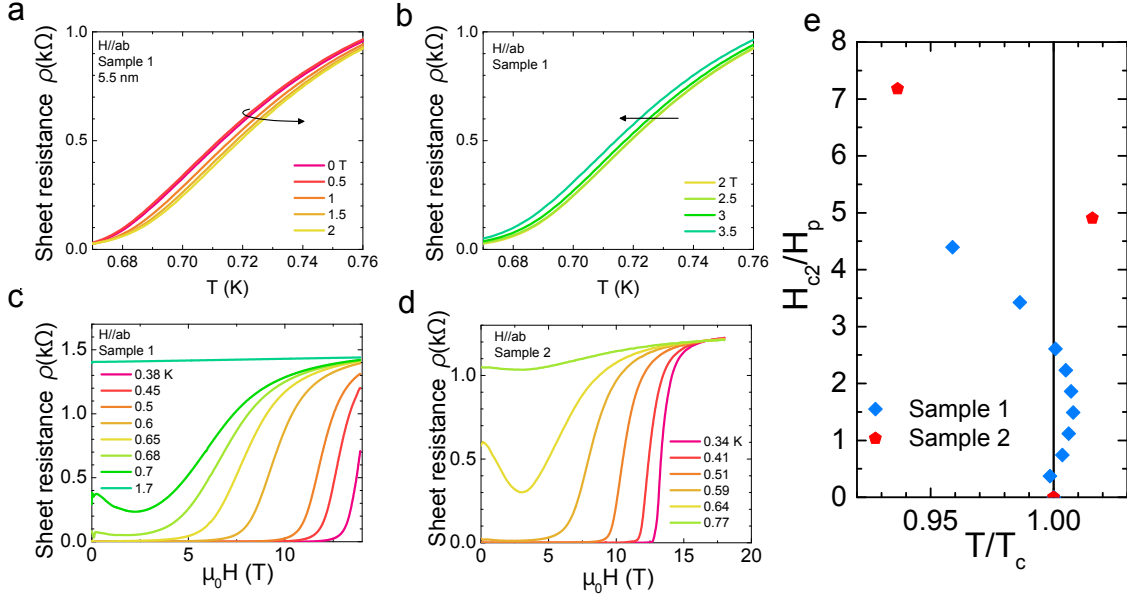 a
H//ab
Sample 1
5.5 nm
Sheet resistance ρ(kΩ)
1.0
0.5
0.0
0 T
0.5
1
1.5
2
0.68 0.70 0.72 0.74 0.76
T (K)
b
H//ab
Sample 1
Sheet resistance ρ(kΩ)
1.0
0.5
0.0
2 T
2.5
3
3.5
0.68 0.70 0.72 0.74 0.76
T (K)
c
H//ab
Sample 1
Sheet resistance ρ(kΩ)
1.5
1.0
0.5
0.0
0.38 K
0.45
0.5
0.6
0.65
0.68
0.7
1.7
0 5 10
μ₀H (T)
d
H//ab
Sample 2
Sheet resistance ρ(kΩ)
1.0
0.5
0.0
0.34 K
0.41
0.51
0.59
0.64
0.77
0 5 10 15 20
μ₀H (T)
e
H_c2/H_p
8
7
6
5
4
3
2
1
0
Sample 1
Sample 2
0.95 1.00
T/T_c